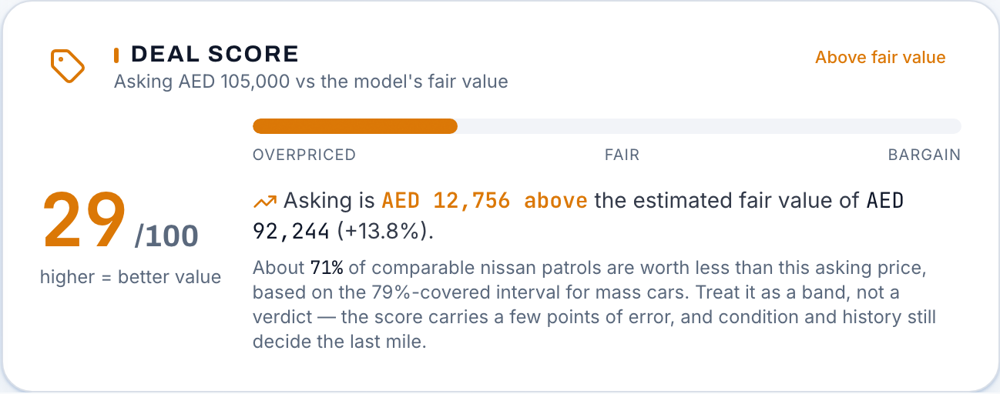 DEAL SCORE
Above fair value
Asking AED 105,000 vs the model's fair value
OVERPRICED FAIR BARGAIN
29 /100
higher = better value
Asking is AED 12,756 above the estimated fair value of AED
92,244 (+13.8%).
About 71% of comparable nissan patrols are worth less than this asking price,
based on the 79%-covered interval for mass cars. Treat it as a band, not a
verdict — the score carries a few points of error, and condition and history still
decide the last mile.